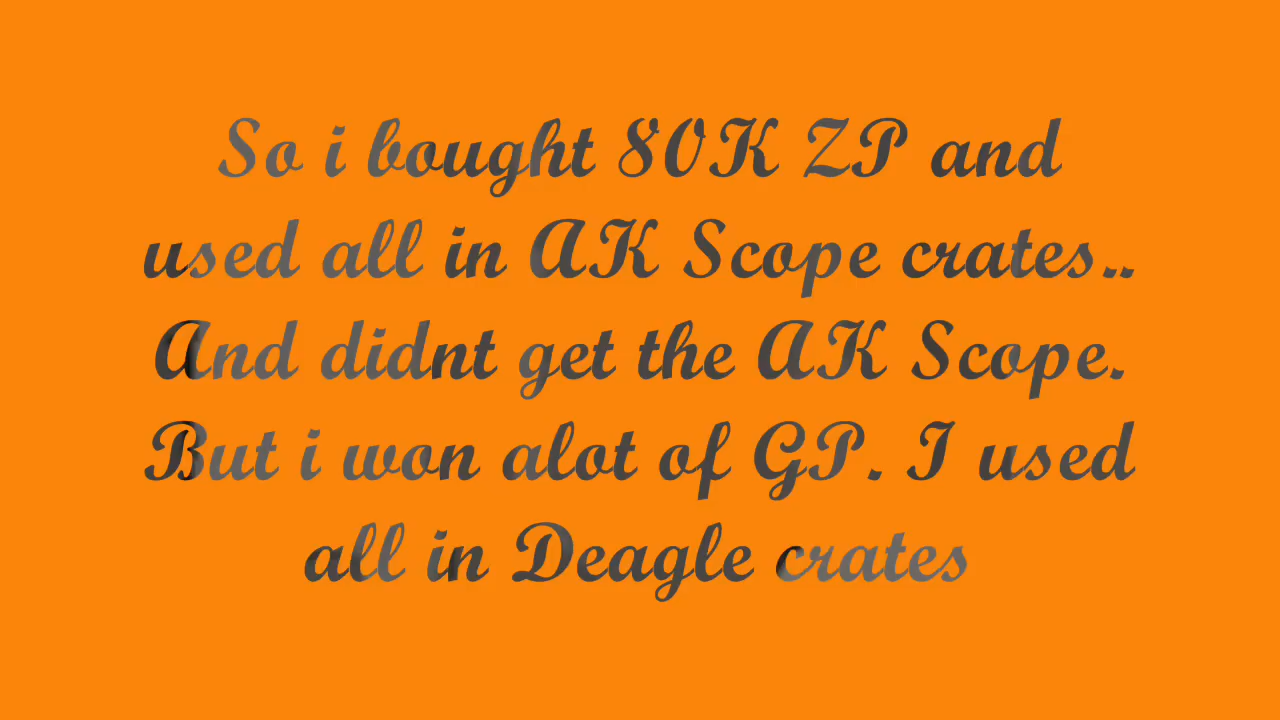 So i bought 80K ZP and
used all in AK Scope crates..
And didnt get the AK Scope.
But i won alot of GP. I used
all in Deagle crates